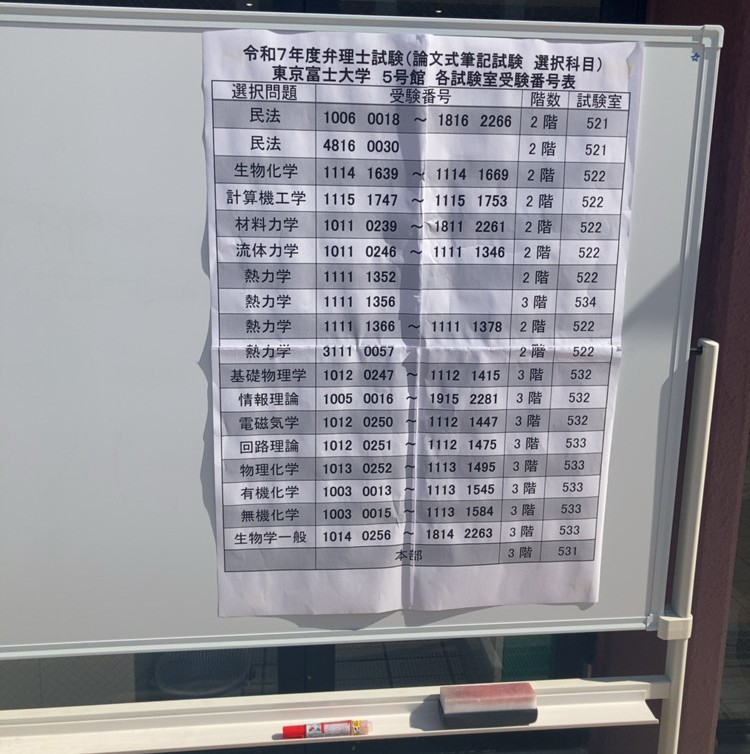 令和7年度弁理士試験(論文式筆記試験 選択科目)
東京富士大学 5号館 各試験室受験番号表
選択問題 受験番号 階数 試験室
民法 1006 0018 ～ 1816 2266 2階 521
民法 4816 0030 2階 521
生物化学 1114 1639 ～ 1114 1669 2階 522
計算機工学 1115 1747 ～ 1115 1753 2階 522
材料力学 1011 0239 ～ 1811 2261 2階 522
流体力学 1011 0246 ～ 1111 1346 2階 522
熱力学 1111 1352 2階 522
熱力学 1111 1356 3階 534
熱力学 1111 1366 ～ 1111 1378 2階 522
熱力学 3111 0057 2階 522
基礎物理学 1012 0247 ～ 1112 1415 3階 532
情報理論 1005 0016 ～ 1915 2281 3階 532
電磁気学 1012 0250 ～ 1112 1447 3階 532
回路理論 1012 0251 ～ 1112 1475 3階 533
物理化学 1013 0252 ～ 1113 1495 3階 533
有機化学 1003 0013 ～ 1113 1545 3階 533
無機化学 1003 0015 ～ 1113 1584 3階 533
生物学一般 1014 0256 ～ 1814 2263 3階 533
本部 3階 531